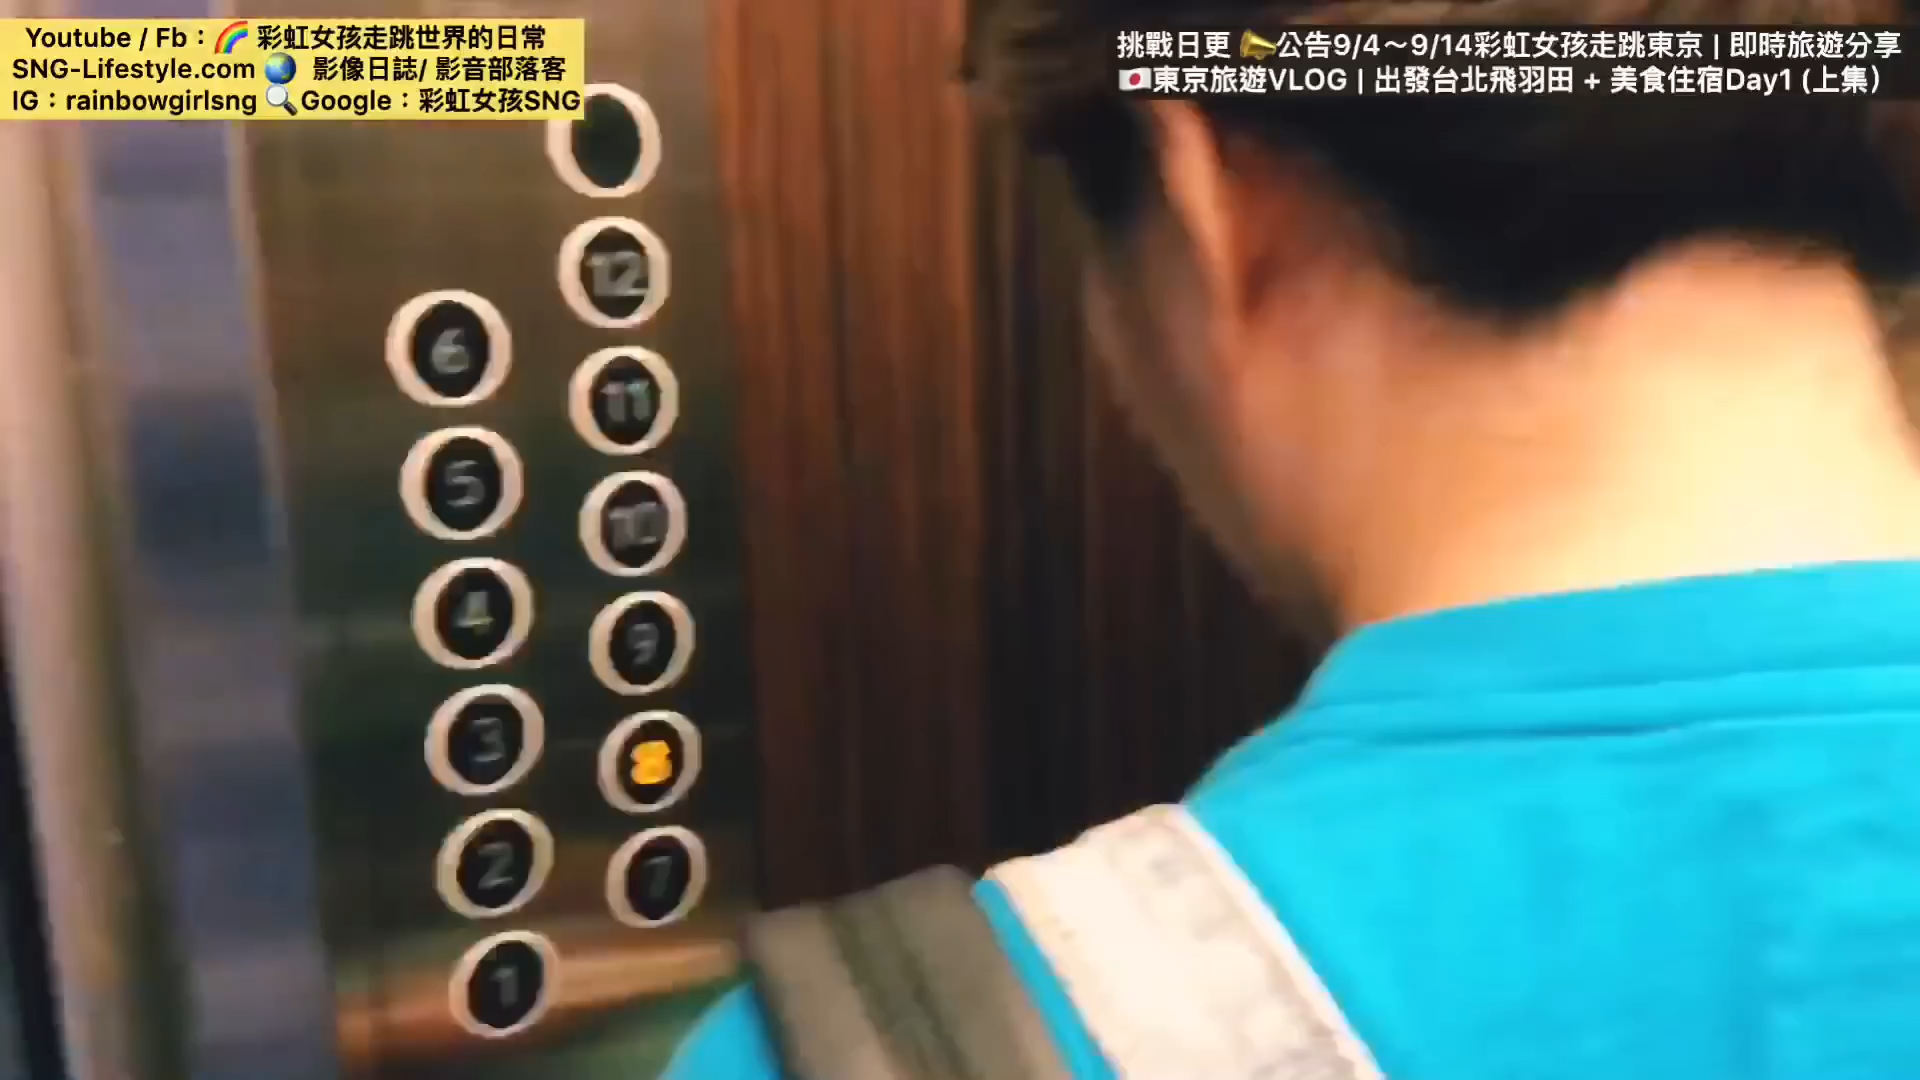 Youtube / Fb：🌈 彩虹女孩走跳世界的日常
SNG-Lifestyle.com 🌏 影像日誌/ 影音部落客
IG：rainbowgirlsng 🔍Google：彩虹女孩SNG
挑戰日更 📣公告9/4～9/14彩虹女孩走跳東京 | 即時旅遊分享
🇯🇵東京旅遊VLOG | 出發台北飛羽田 + 美食住宿Day1 (上集）
12
6
11
5
10
4
9
3
8
2
7
1